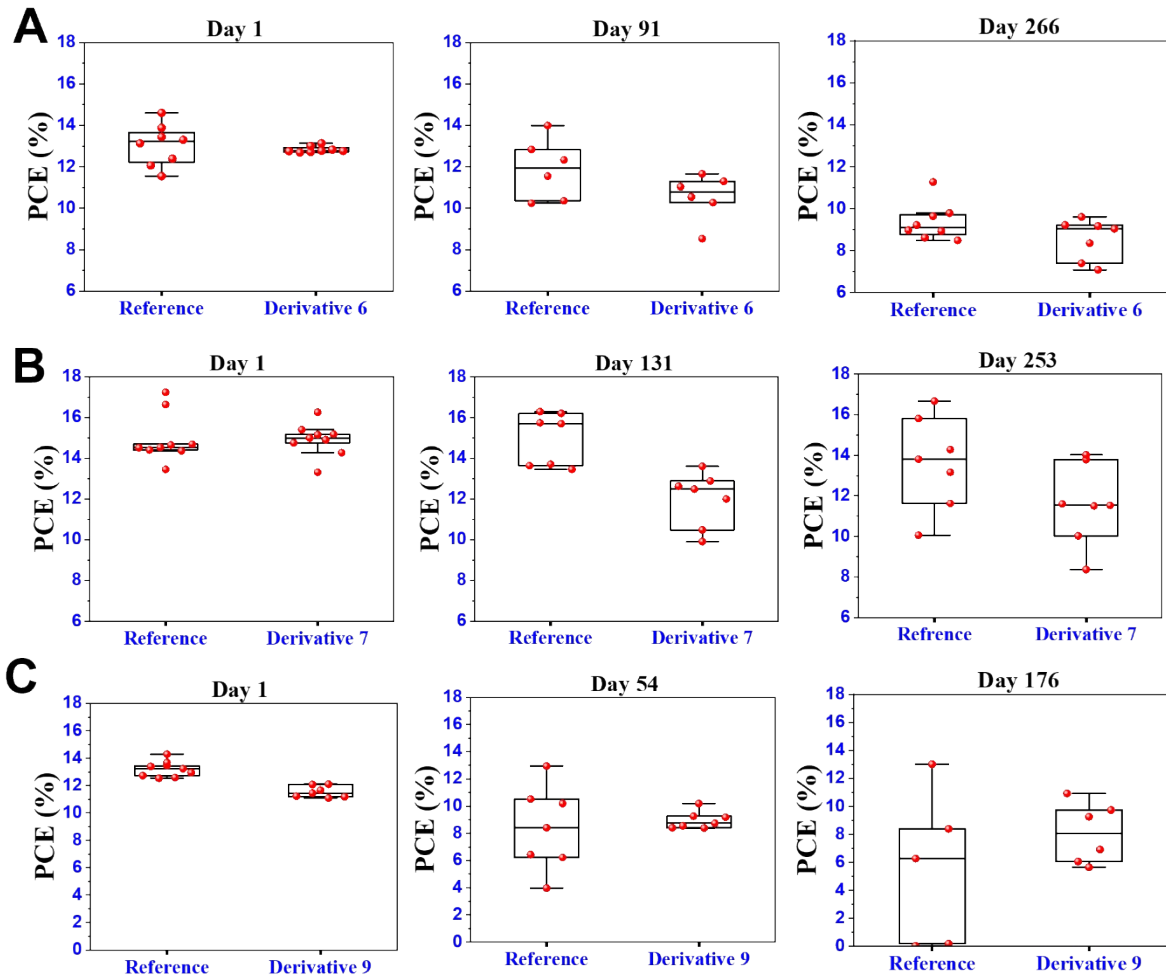 A
Day 1
Day 91
Day 266
PCE (%)
18
16
14
12
10
8
6
Reference
Derivative 6
PCE (%)
18
16
14
12
10
8
6
Reference
Derivative 6
PCE (%)
18
16
14
12
10
8
6
Reference
Derivative 6
B
Day 1
Day 131
Day 253
PCE (%)
18
16
14
12
10
8
6
Reference
Derivative 7
PCE (%)
18
16
14
12
10
8
6
Reference
Derivative 7
PCE (%)
18
16
14
12
10
8
6
Refrence
Derivative 7
C
Day 1
Day 54
Day 176
PCE (%)
18
16
14
12
10
8
6
4
2
0
Reference
Derivative 9
PCE (%)
18
16
14
12
10
8
6
4
2
0
Reference
Derivative 9
PCE (%)
18
16
14
12
10
8
6
4
2
0
Reference
Derivative 9